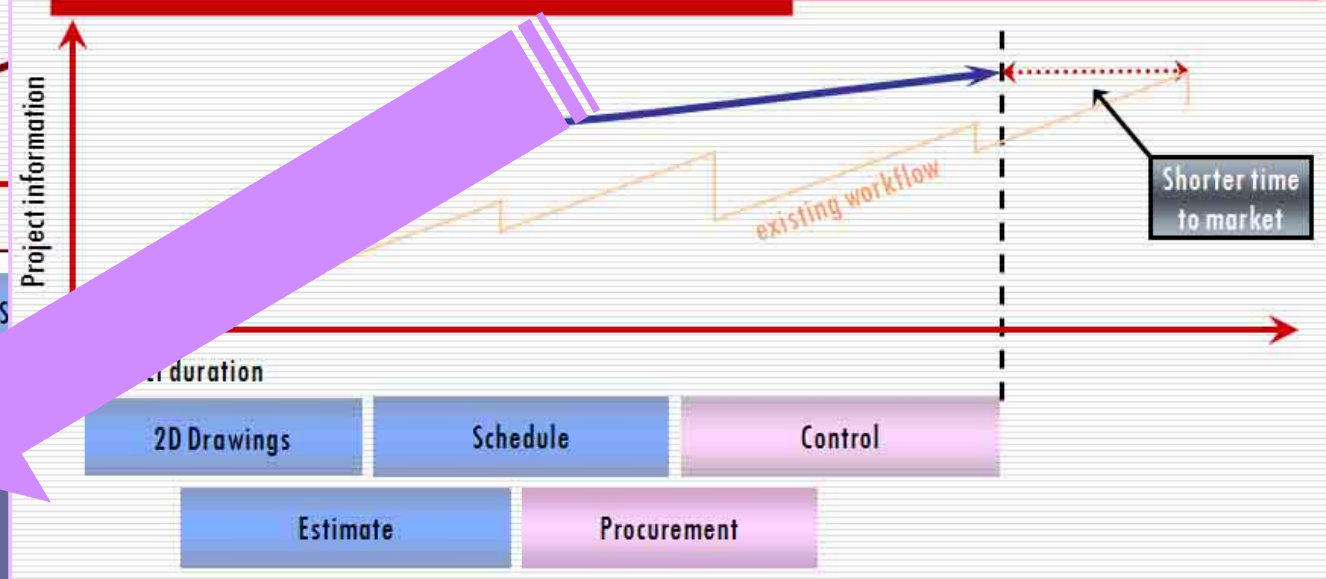 Project information
existing workflow
Shorter time
to market
duration
2D Drawings
Schedule
Control
Estimate
Procurement